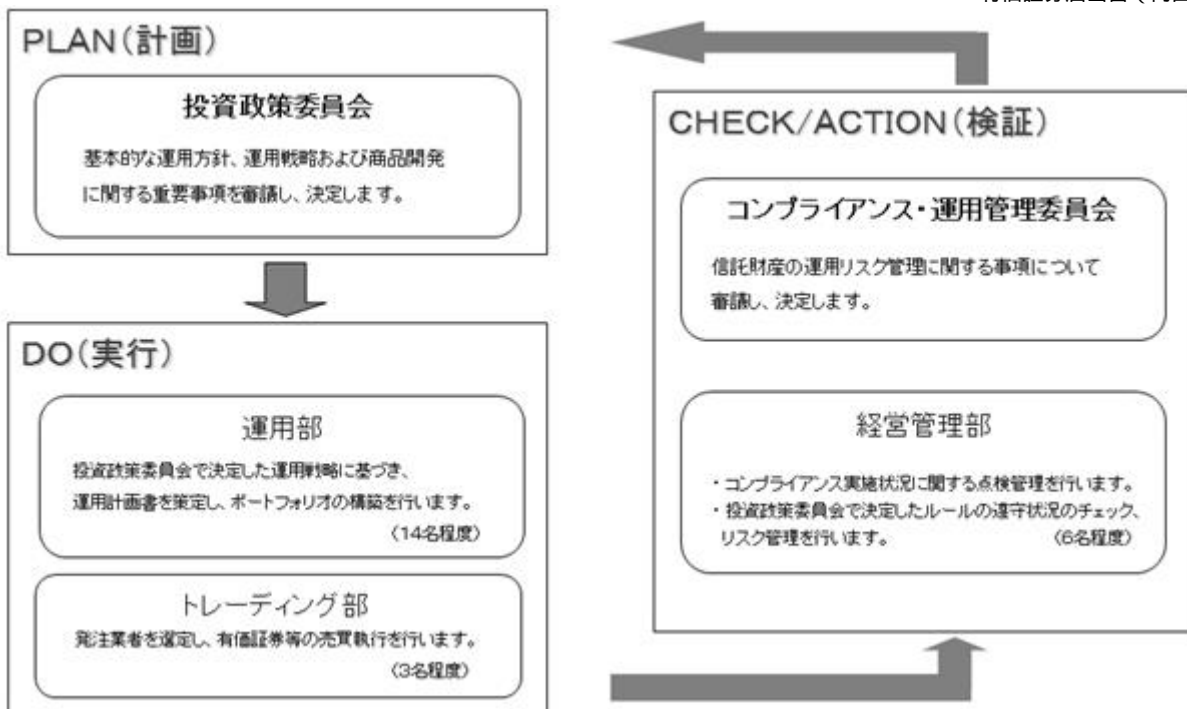 PLAN(計画)
投資政策委員会
基本的な運用方針、運用戦略および商品開発
に関する重要事項を審議し、決定します。
DO(実行)
運用部
投資政策委員会で決定した運用戦略に基づき、
運用計画書を策定し、ポートフォリオの構築を行います。
(14名程度)
トレーディング部
発注業者を選定し、有価証券等の売買執行を行います。
(3名程度)
CHECK/ACTION(検証)
コンプライアンス・運用管理委員会
信託財産の運用リスク管理に関する事項について
審議し、決定します。
経営管理部
・コンプライアンス実施状況に関する点検管理を行います。
・投資政策委員会で決定したルールの遵守状況のチェック、
リスク管理を行います。 (6名程度)